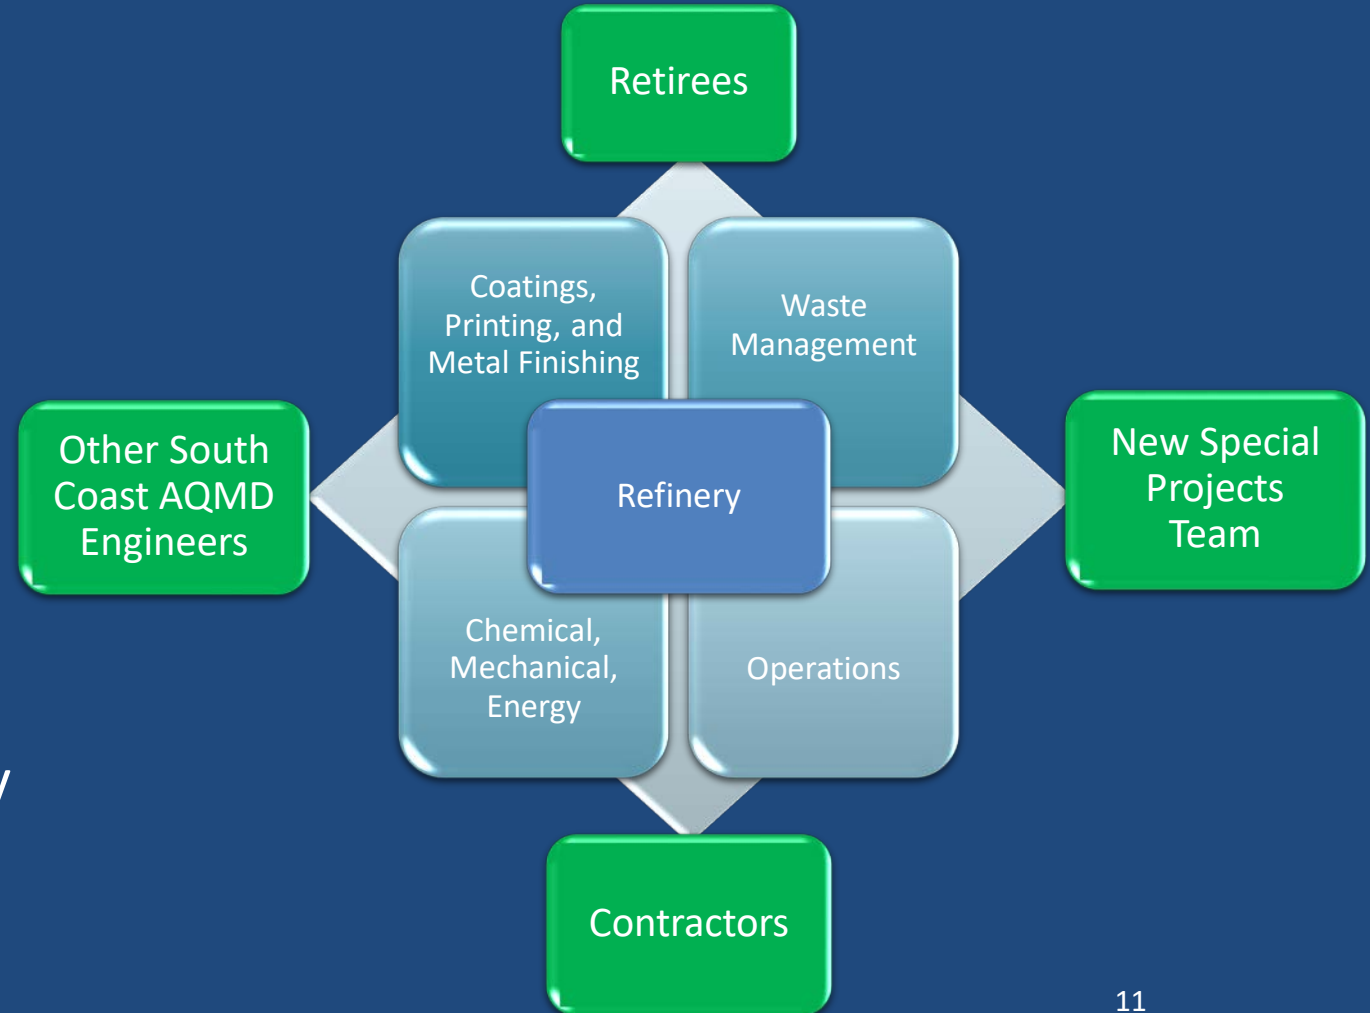 Retirees
Coatings,
Printing, and
Metal Finishing
Waste
Management
Other South
Coast AQMD
Engineers
Refinery
New Special
Projects
Team
Chemical,
Mechanical,
Energy
Operations
Contractors
11